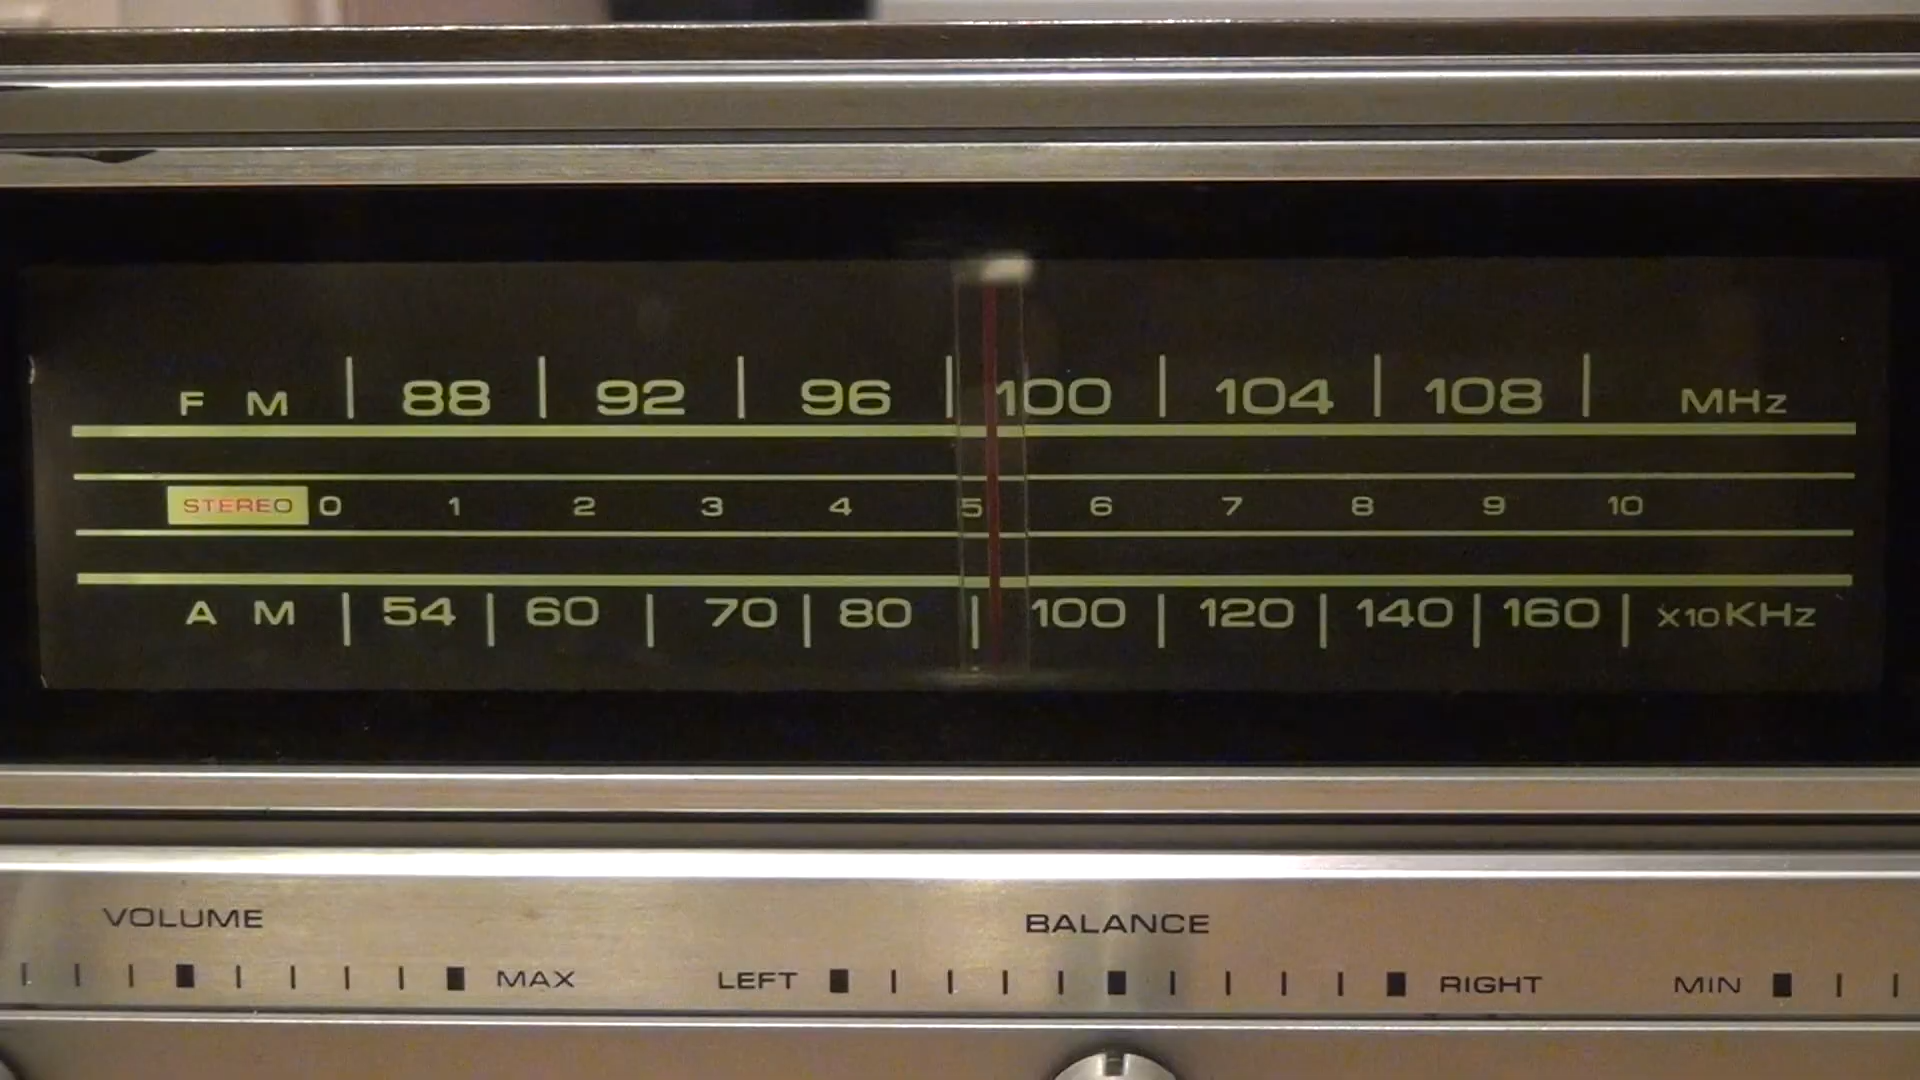 FM 88 92 96 100 104 108 MHz
STEREO 0 1 2 3 4 5 6 7 8 9 10
AM 54 60 70 80 100 120 140 160 x10KHz
VOLUME BALANCE
MAX LEFT RIGHT MIN